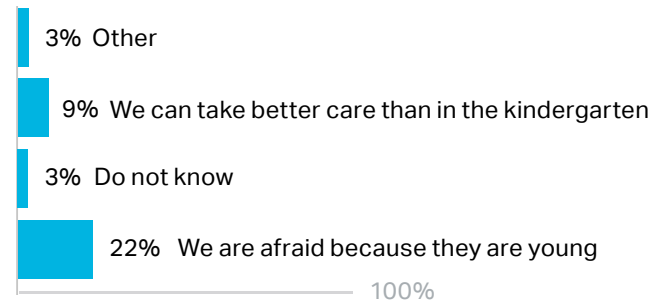 3% Other
9% We can take better care than in the kindergarten
3% Do not know
22% We are afraid because they are young
100%